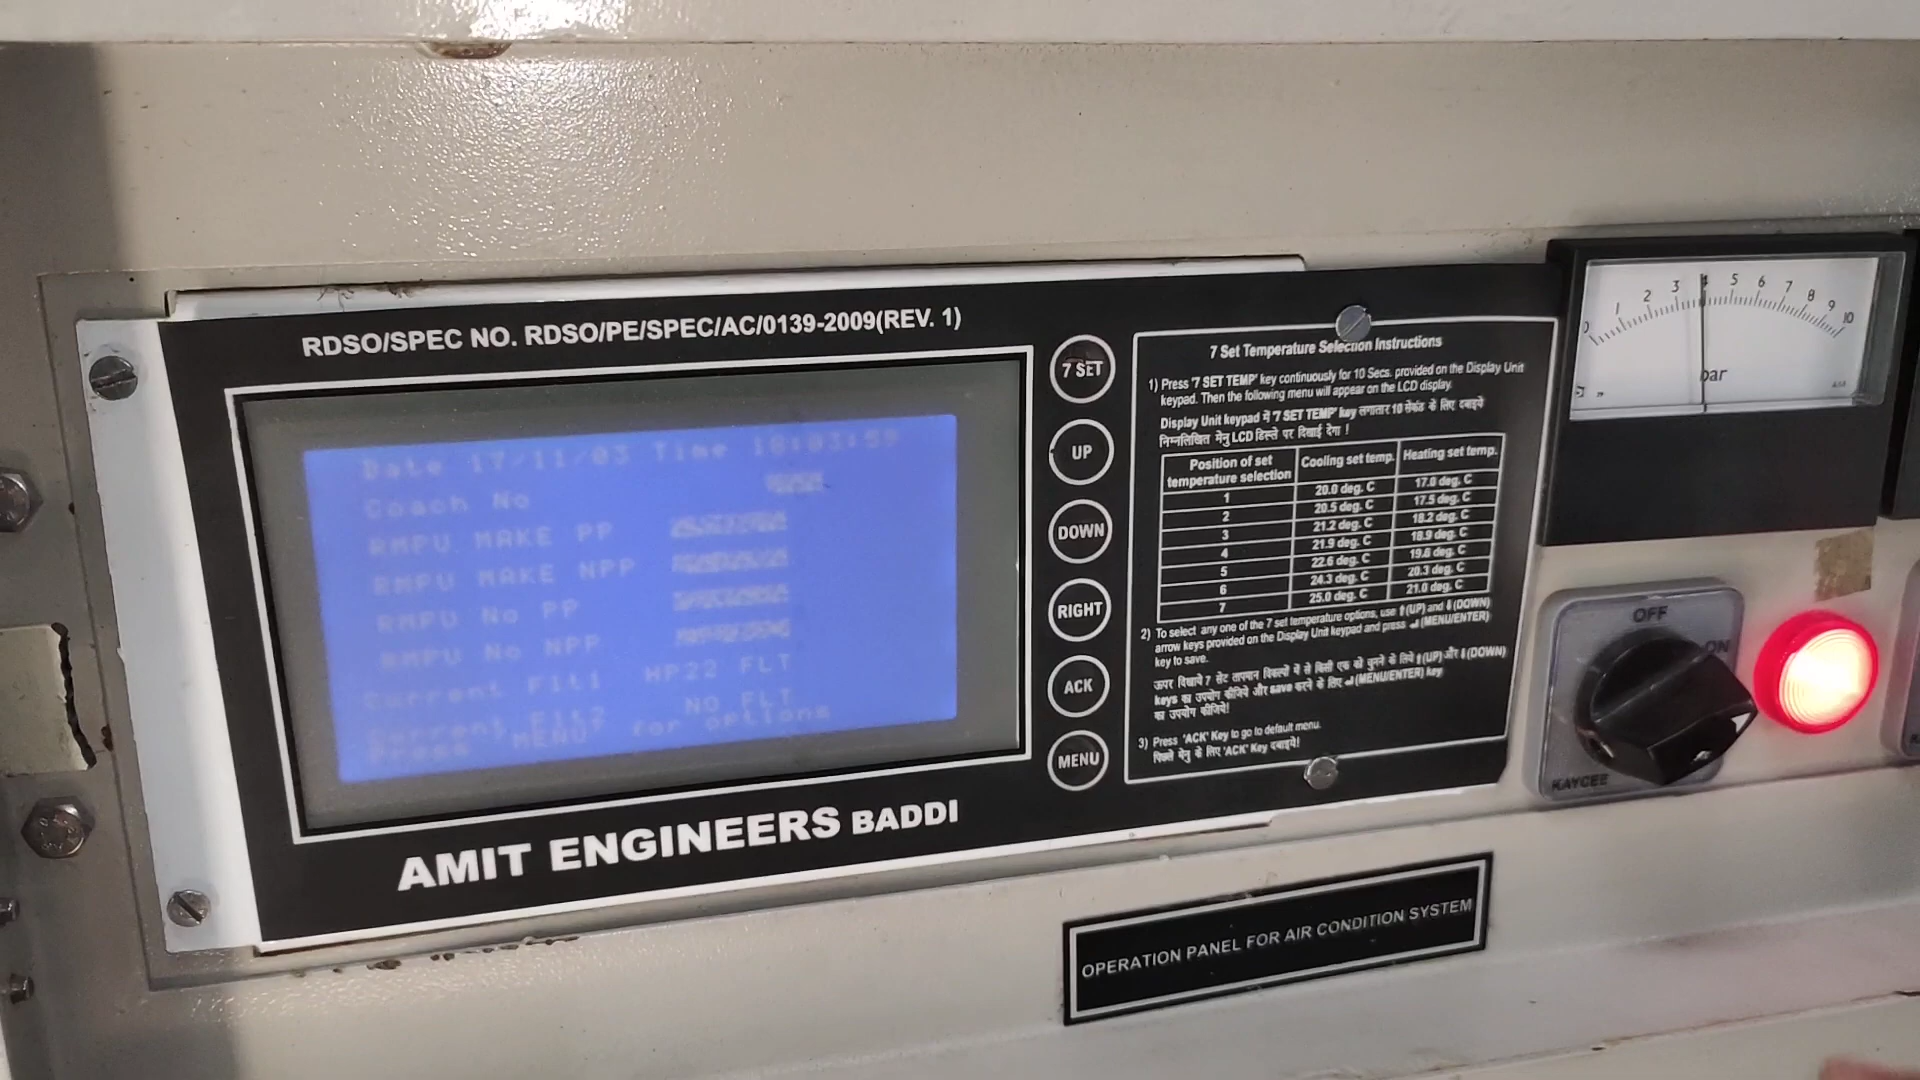 RDSO/SPEC NO. RDSO/PE/SPEC/AC/0139-2009(REV. 1)
Date 17/11/03 Time 18:03:59
Coach No
RMPU MAKE PP
RMPU MAKE NPP
RMPU No PP
RMPU No NPP
Current Flt1 HP22 FLT
Current Flt2 NO FLT
Press 'MENU' for options
AMIT ENGINEERS BADDI
7 SET
UP
DOWN
RIGHT
ACK
MENU
7 Set Temperature Selection Instructions
1) Press '7 SET TEMP' key continuously for 10 Secs. provided on the Display Unit
keypad. Then the following menu will appear on the LCD display.
Display Unit keypad में '7 SET TEMP' key लगातार 10 सेकंड के लिए दबाइये
निम्नलिखित मेनु LCD डिस्ले पर दिखाई देगा !
Position of set temperature selection Cooling set temp. Heating set temp.
1 20.0 deg. C 17.0 deg. C
2 20.5 deg. C 17.5 deg. C
3 21.2 deg. C 18.2 deg. C
4 21.9 deg. C 18.9 deg. C
5 22.6 deg. C 19.6 deg. C
6 24.3 deg. C 20.3 deg. C
7 25.0 deg. C 21.0 deg. C
2) To select any one of the 7 set temperature options, use ⬆(UP) and ⬇(DOWN)
arrow keys provided on the Display Unit keypad and press ↵(MENU/ENTER)
key to save.
ऊपर दिखाये 7 सेट तापमान विकल्पों में से किसी एक को चुनने के लिये ⬆(UP) और ⬇(DOWN)
keys का उपयोग कीजिये और save करने के लिए ↵(MENU/ENTER) key
का उपयोग कीजिये!
3) Press 'ACK' Key to go to default menu.
मेनु के लिए 'ACK' Key दबाइये!
0 1 2 3 4 5 6 7 8 9 10
bar
OFF
ON
KAYCEE
OPERATION PANEL FOR AIR CONDITION SYSTEM